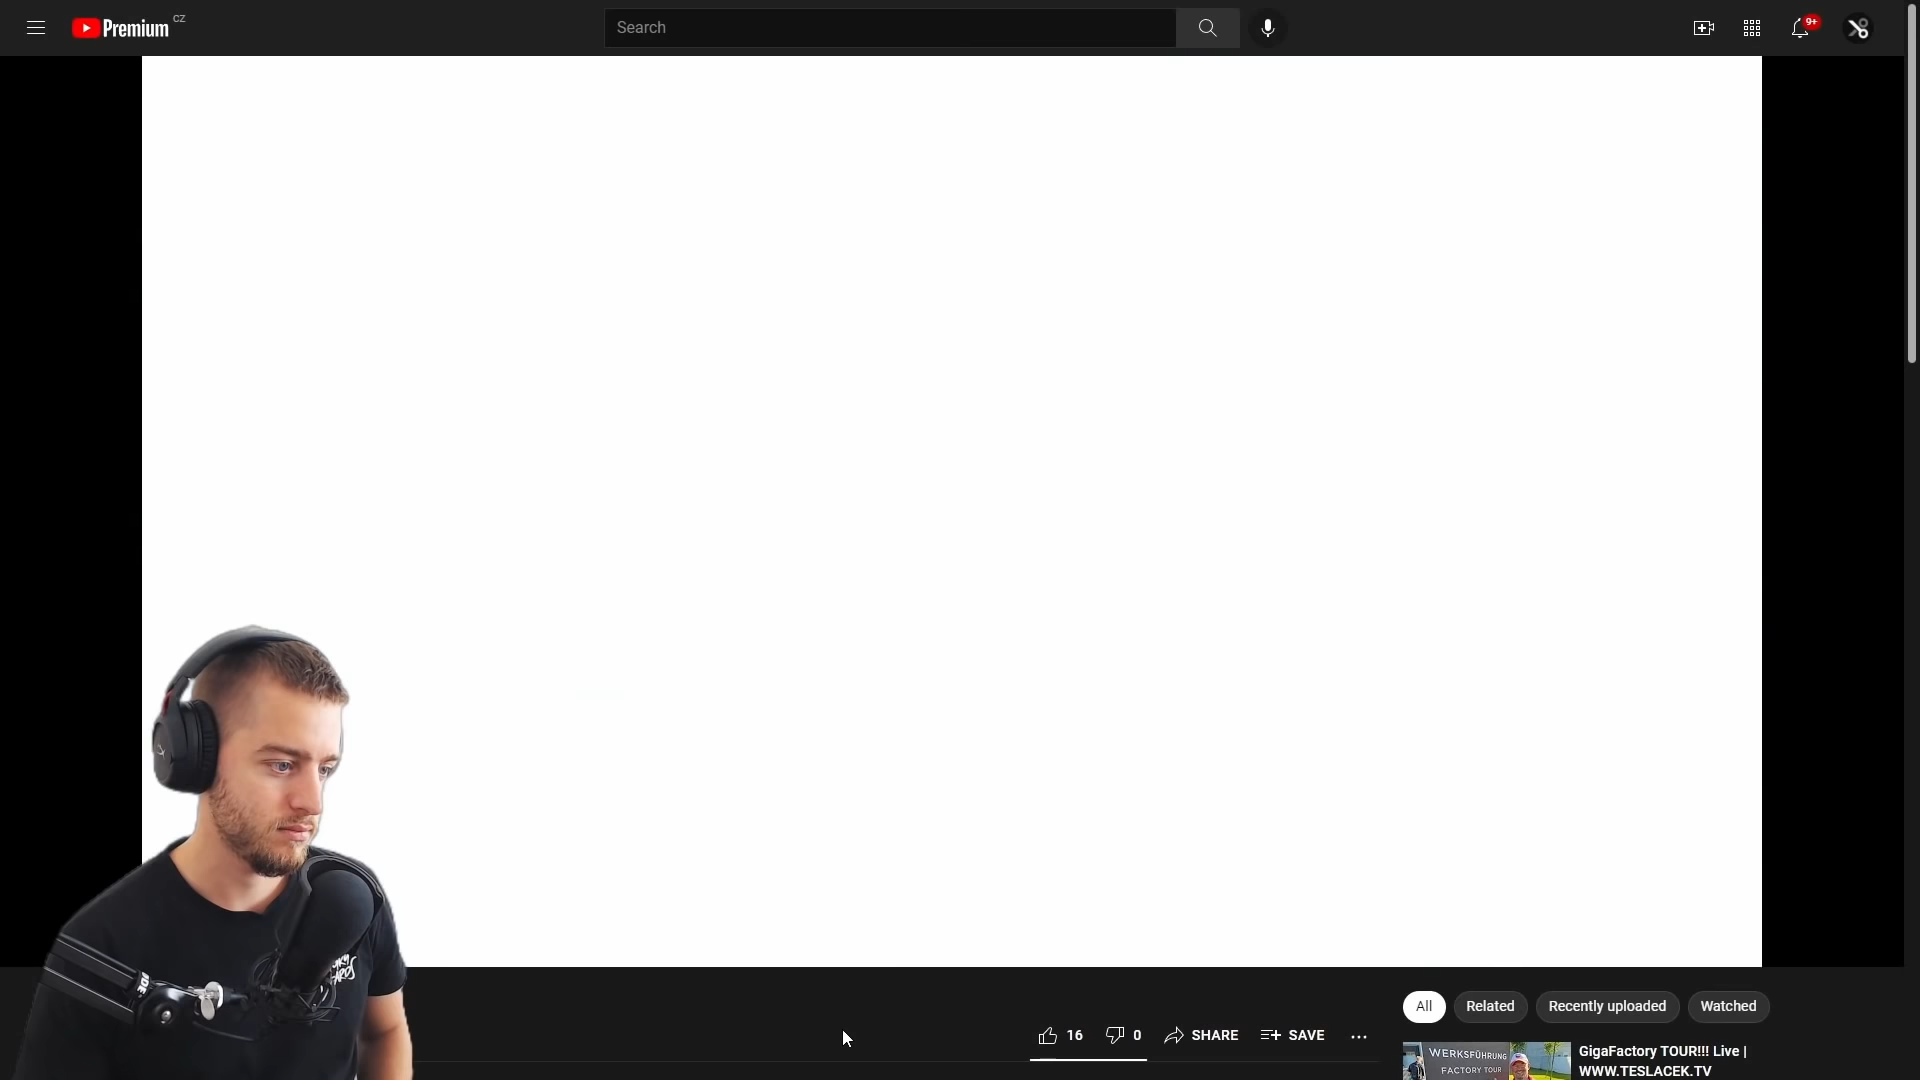 Premium CZ
Search
9+
16
0
SHARE
SAVE
All
Related
Recently uploaded
Watched
WERKSFÜHRUNG
FACTORY TOUR
GigaFactory TOUR!!! Live |
WWW.TESLACEK.TV